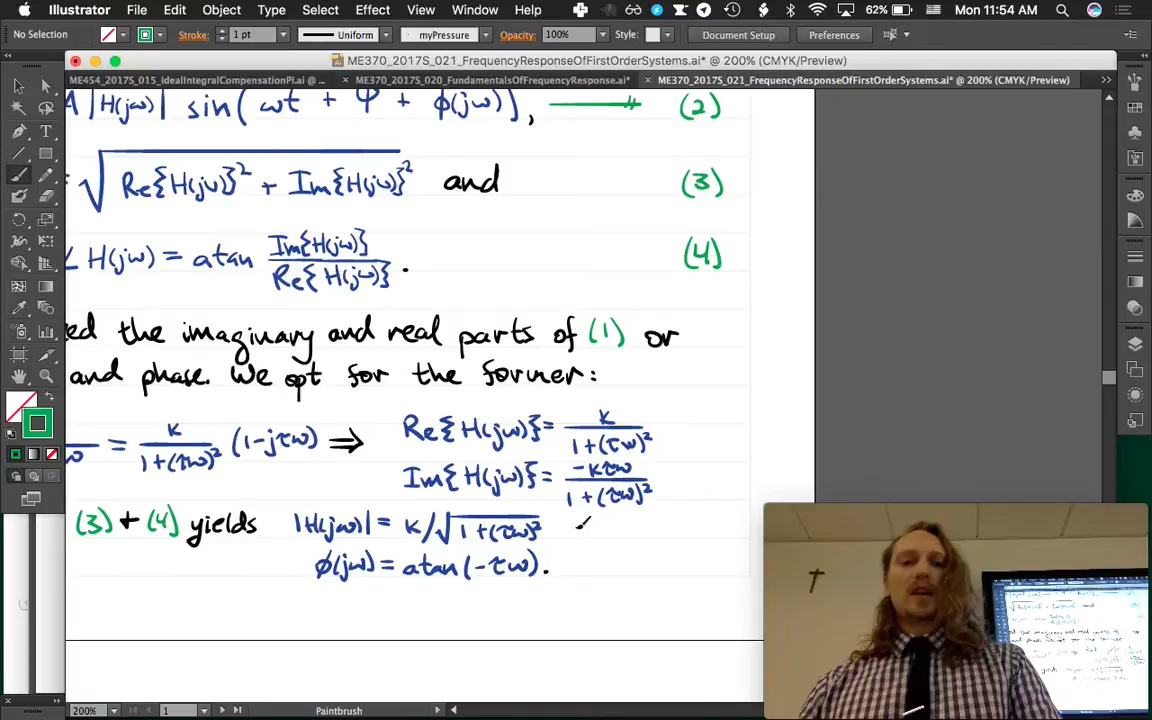 Illustrator File Edit Object Type Select Effect View Window Help 62% Mon 11:54 AM
No Selection Stroke: 1 pt Uniform myPressure Opacity: 100% Style: Document Setup Preferences
ME370_2017S_021_FrequencyResponseOfFirstOrderSystems.ai* @ 200% (CMYK/Preview)
ME454_2017S_015_IdealIntegralCompensationPI.ai @ ... ME370_2017S_020_FundamentalsOfFrequencyResponse.ai* ME370_2017S_021_FrequencyResponseOfFirstOrderSystems.ai* @ 200% (CMYK/Preview)
A |H(jω)| sin(ωt + Ψ + ϕ(jω)), (2)
= √Re{H(jω)}² + Im{H(jω)}² and (3)
∠ H(jω) = atan Im{H(jω)} / Re{H(jω)} . (4)
ed the imaginary and real parts of (1) or
and phase. We opt for the former:
ω = K / 1+(τω)² (1-jτω) ⇒ Re{H(jω)} = K / 1+(τω)²
Im{H(jω)} = -Kτω / 1+(τω)²
(3) + (4) yields |H(jω)| = K/√1+(τω)²
ϕ(jω) = atan(-τω).
200% 1 Paintbrush